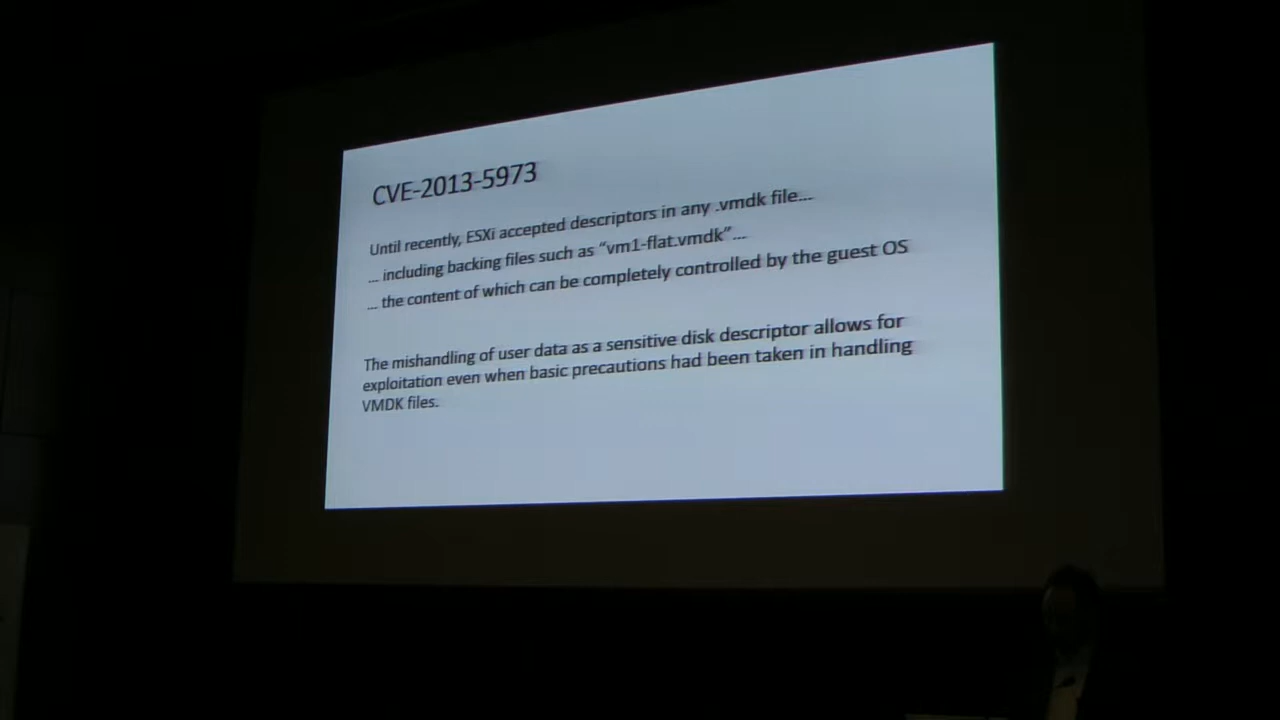 CVE-2013-5973
Until recently, ESXi accepted descriptors in any .vmdk file...
... including backing files such as “vm1-flat.vmdk”...
... the content of which can be completely controlled by the guest OS
The mishandling of user data as a sensitive disk descriptor allows for
exploitation even when basic precautions had been taken in handling
VMDK files.